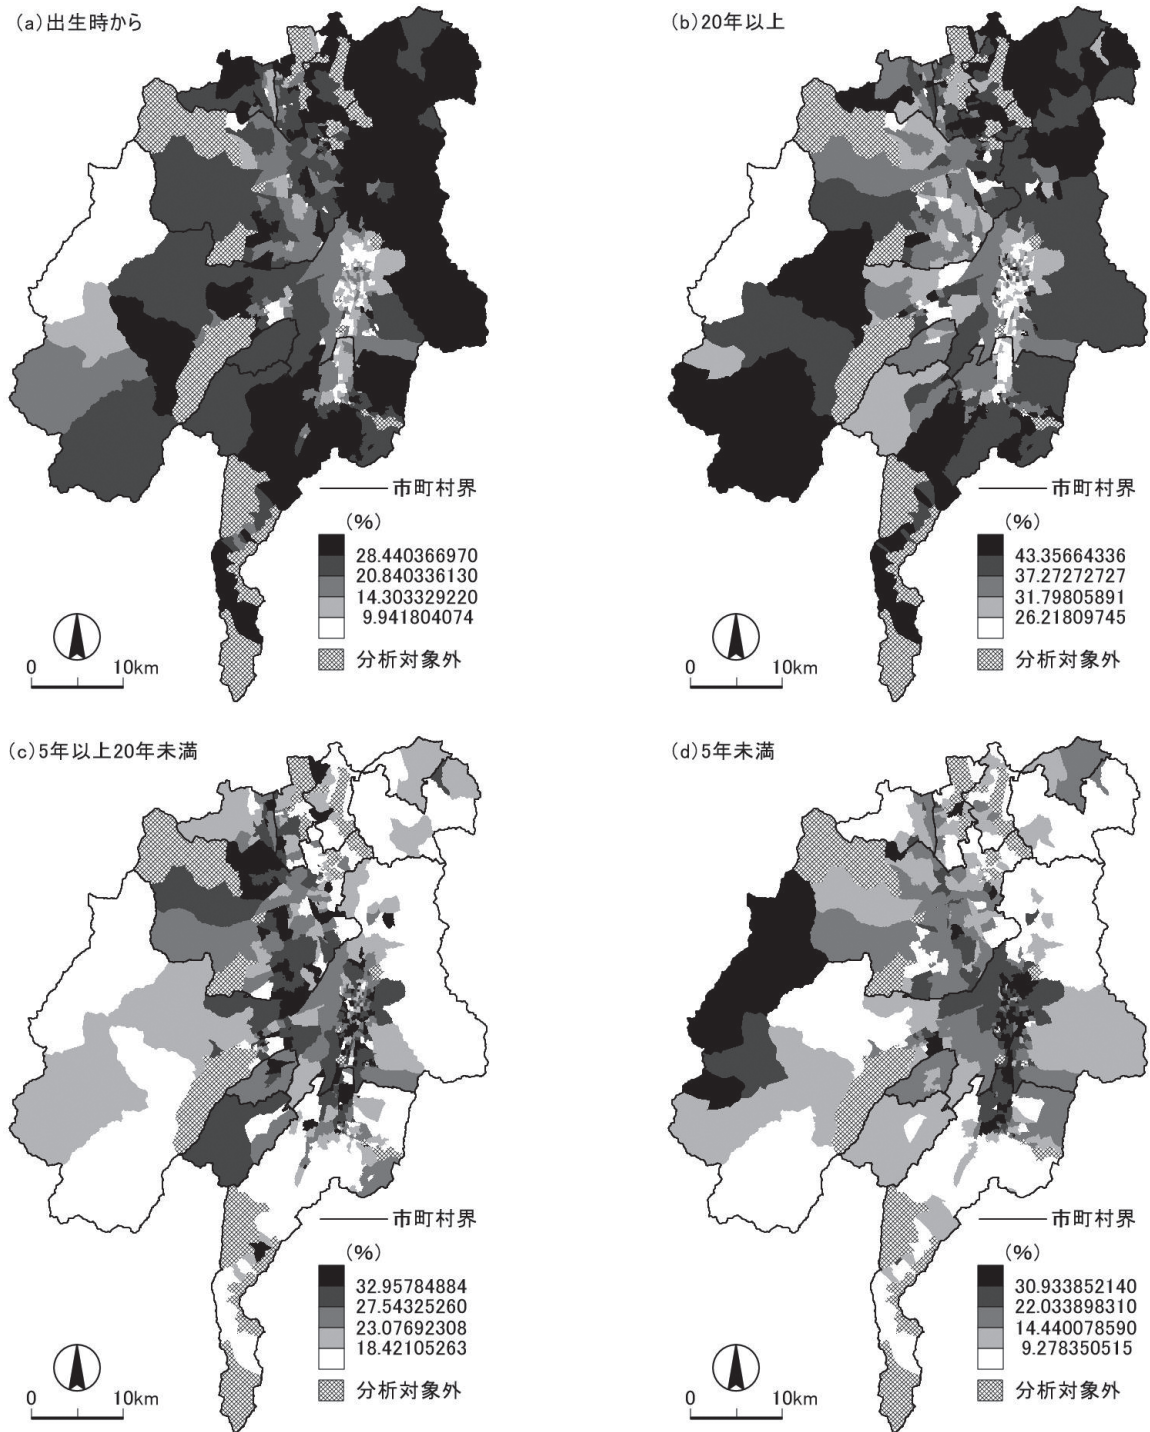 (a)出生時から
市町村界
(%)
28.440366970
20.840336130
14.303329220
9.941804074
分析対象外
0 10km
(b)20年以上
市町村界
(%)
43.35664336
37.27272727
31.79805891
26.21809745
分析対象外
0 10km
(c)5年以上20年未満
市町村界
(%)
32.95784884
27.54325260
23.07692308
18.42105263
分析対象外
0 10km
(d)5年未満
市町村界
(%)
30.933852140
22.033898310
14.440078590
9.278350515
分析対象外
0 10km